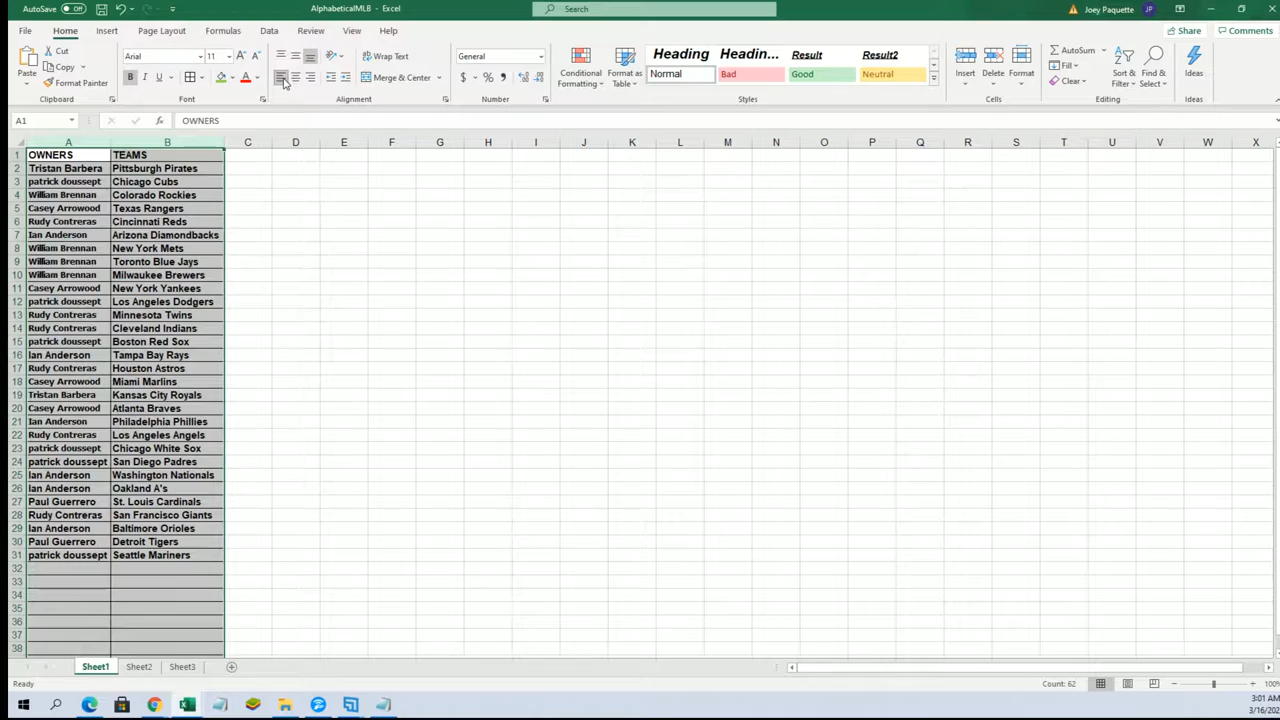 AutoSave Off AlphabeticalMLB - Excel Search Joey Paquette JP
File Home Insert Page Layout Formulas Data Review View Help Share Comments
Paste Cut Copy Format Painter Clipboard
Arial 11 B I U Font
Wrap Text Merge & Center Alignment
General $ % Number
Conditional Formatting Format as Table
Heading Headin... Result Result2
Normal Bad Good Neutral
Styles
Insert Delete Format Cells
AutoSum Fill Clear Sort & Filter Find & Select Editing
Ideas Ideas
A1 fx OWNERS
A B C D E F G H I J K L M N O P Q R S T U V W X
1 OWNERS TEAMS
2 Tristan Barbera Pittsburgh Pirates
3 patrick doussept Chicago Cubs
4 William Brennan Colorado Rockies
5 Casey Arrowood Texas Rangers
6 Rudy Contreras Cincinnati Reds
7 Ian Anderson Arizona Diamondbacks
8 William Brennan New York Mets
9 William Brennan Toronto Blue Jays
10 William Brennan Milwaukee Brewers
11 Casey Arrowood New York Yankees
12 patrick doussept Los Angeles Dodgers
13 Rudy Contreras Minnesota Twins
14 Rudy Contreras Cleveland Indians
15 patrick doussept Boston Red Sox
16 Ian Anderson Tampa Bay Rays
17 Rudy Contreras Houston Astros
18 Casey Arrowood Miami Marlins
19 Tristan Barbera Kansas City Royals
20 Casey Arrowood Atlanta Braves
21 Ian Anderson Philadelphia Phillies
22 Rudy Contreras Los Angeles Angels
23 patrick doussept Chicago White Sox
24 patrick doussept San Diego Padres
25 Ian Anderson Washington Nationals
26 Ian Anderson Oakland A's
27 Paul Guerrero St. Louis Cardinals
28 Rudy Contreras San Francisco Giants
29 Ian Anderson Baltimore Orioles
30 Paul Guerrero Detroit Tigers
31 patrick doussept Seattle Mariners
32
33
34
35
36
37
38
Sheet1 Sheet2 Sheet3
Ready Count: 62 100%
3:01 AM
3/16/202